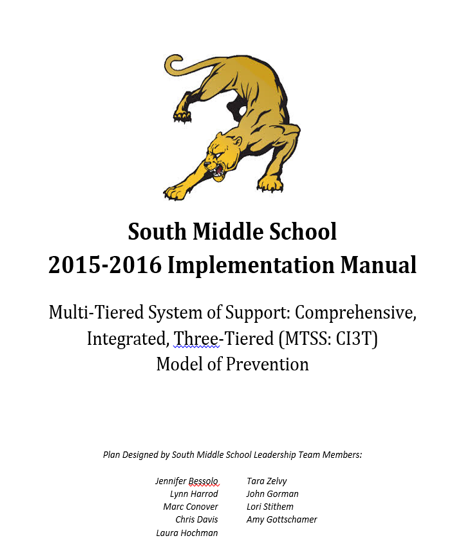 South Middle School
2015-2016 Implementation Manual
Multi-Tiered System of Support: Comprehensive,
Integrated, Three-Tiered (MTSS: CI3T)
Model of Prevention
Plan Designed by South Middle School Leadership Team Members:
Jennifer Bessolo Tara Zelvy
Lynn Harrod John Gorman
Marc Conover Lori Stithem
Chris Davis Amy Gottschamer
Laura Hochman